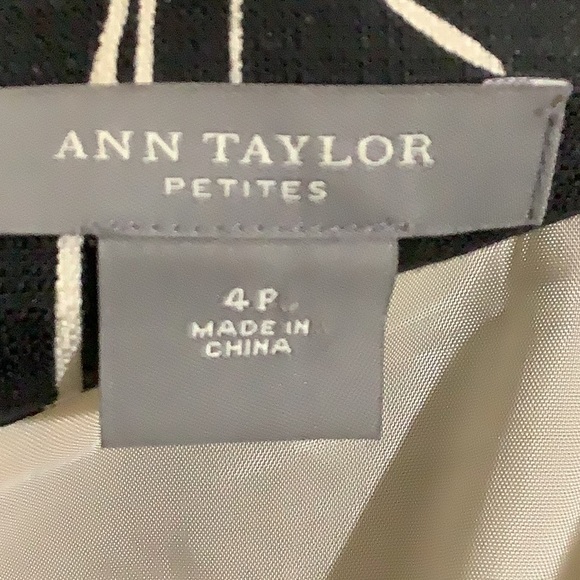 ANN TAYLOR
PETITES
4P
MADE IN
CHINA